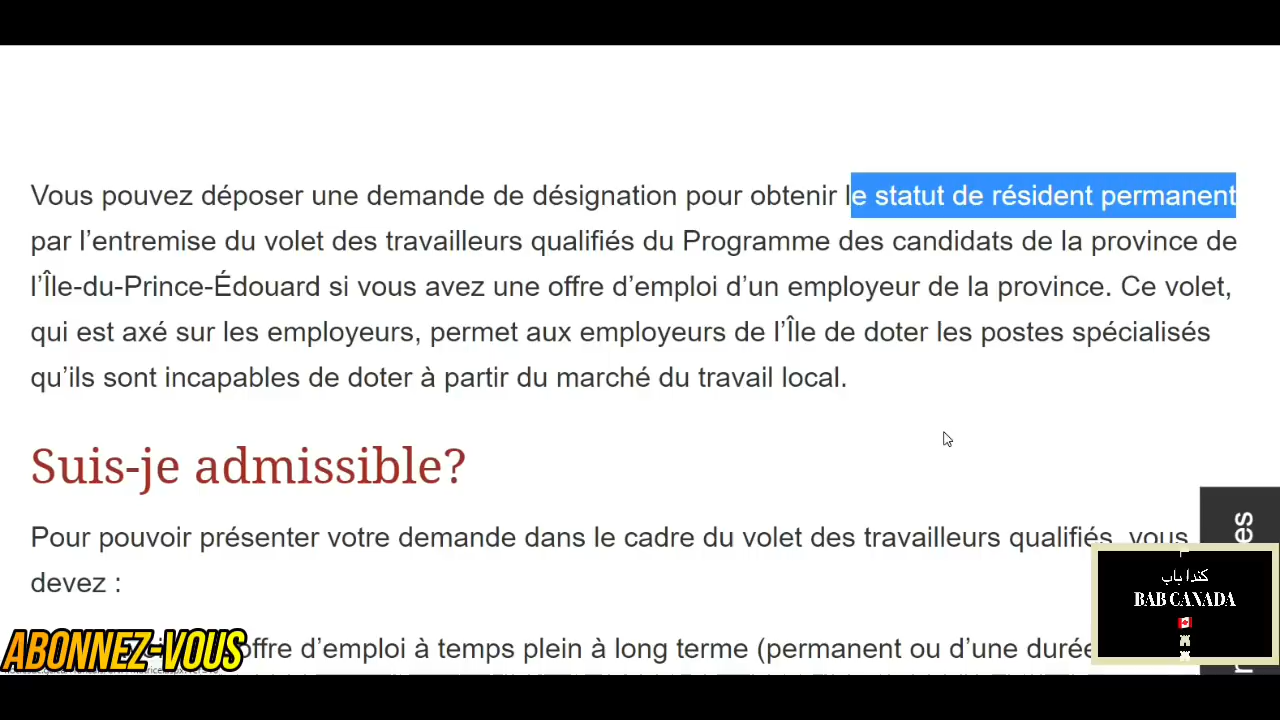 Vous pouvez déposer une demande de désignation pour obtenir le statut de résident permanent
par l’entremise du volet des travailleurs qualifiés du Programme des candidats de la province de
l’Île-du-Prince-Édouard si vous avez une offre d’emploi d’un employeur de la province. Ce volet,
qui est axé sur les employeurs, permet aux employeurs de l’Île de doter les postes spécialisés
qu’ils sont incapables de doter à partir du marché du travail local.
Suis-je admissible?
Pour pouvoir présenter votre demande dans le cadre du volet des travailleurs qualifiés, vous
devez :
offre d’emploi à temps plein à long terme (permanent ou d’une durée
ABONNEZ-VOUS
كندا باب
BAB CANADA